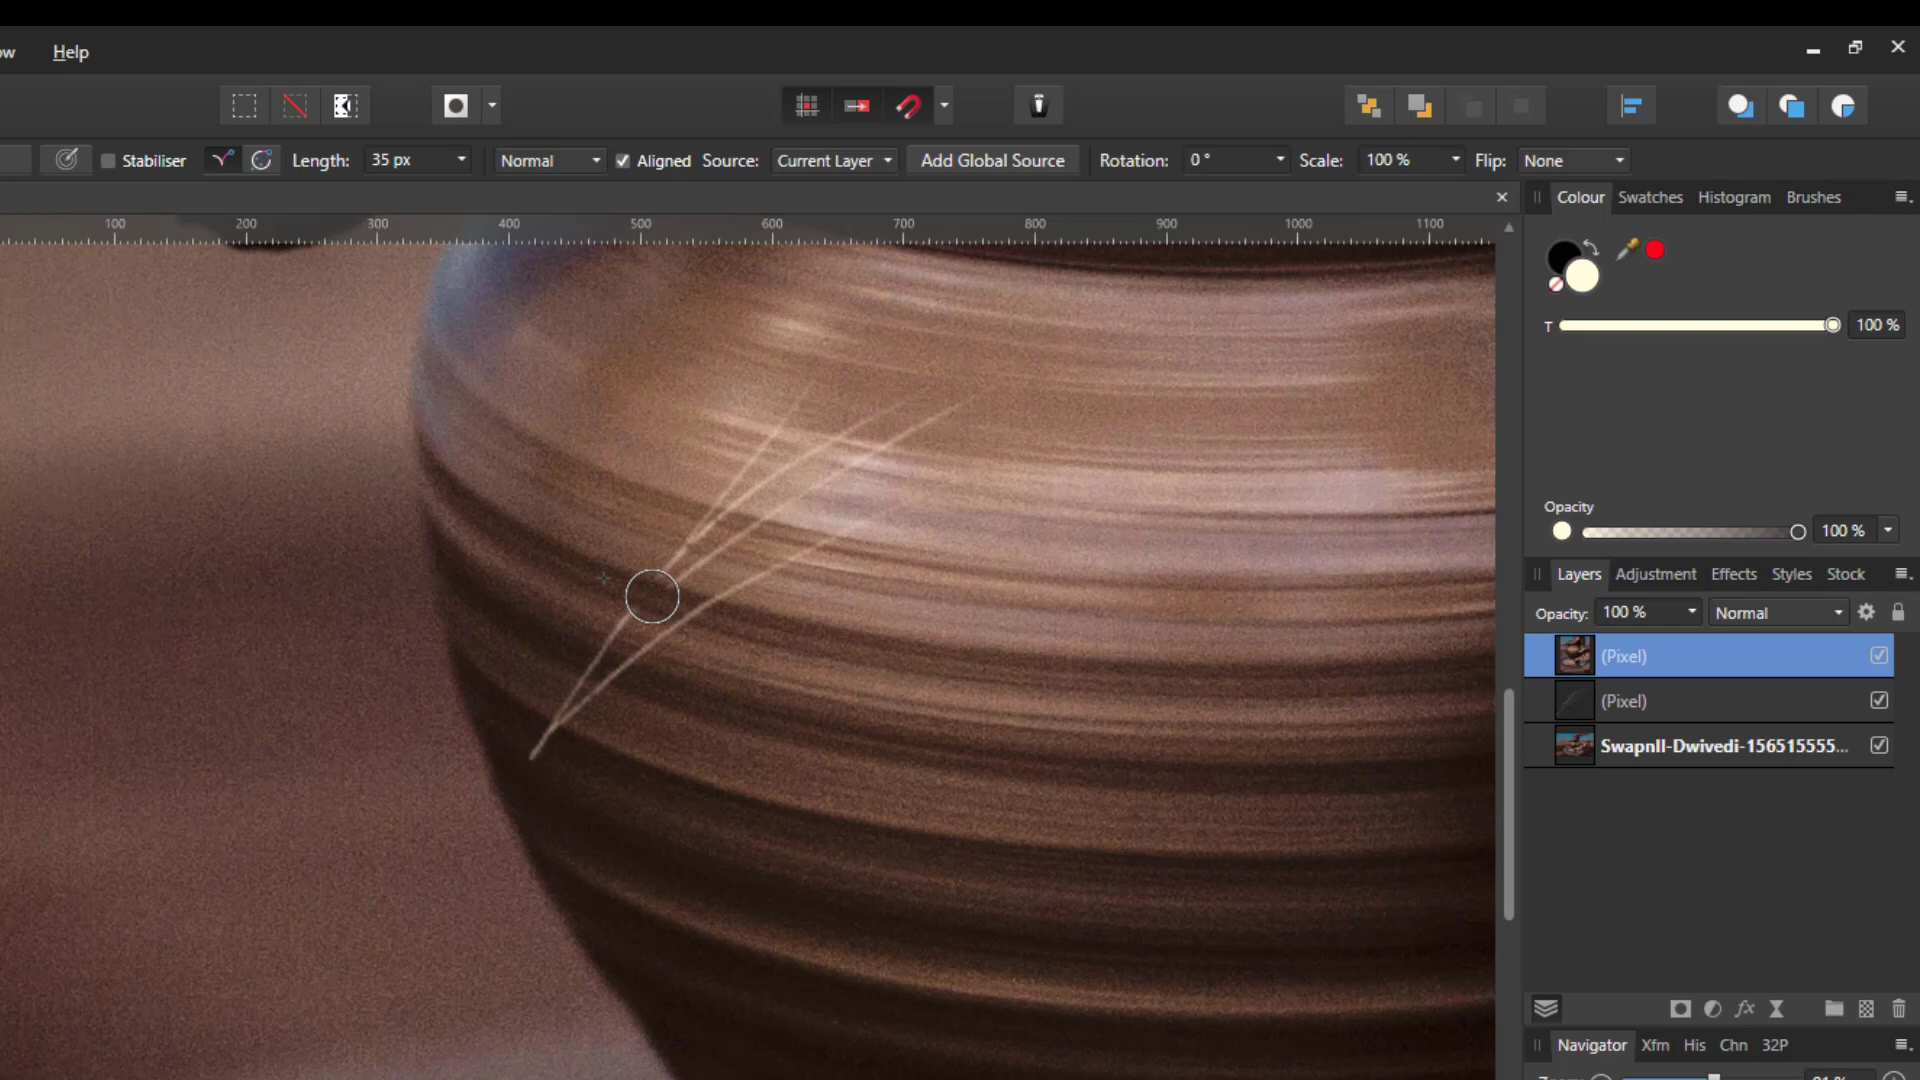 ow Help
Stabiliser Length: 35 px Normal Aligned Source: Current Layer Add Global Source Rotation: 0 ° Scale: 100 % Flip: None
Colour Swatches Histogram Brushes
100 200 300 400 500 600 700 800 900 1000 1100
T 100 %
Opacity
100 %
Layers Adjustment Effects Styles Stock
Opacity: 100 % Normal
(Pixel)
(Pixel)
SwapnIl-Dwivedi-156515555...
fx
Navigator Xfm His Chn 32P